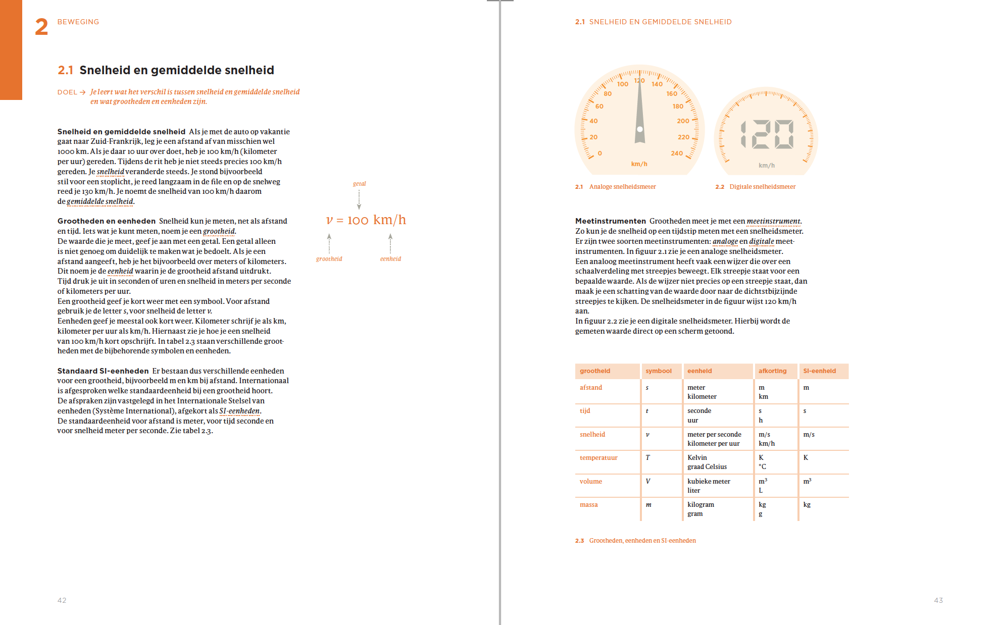 2 BEWEGING
2.1 Snelheid en gemiddelde snelheid
DOEL → Je leert wat het verschil is tussen snelheid en gemiddelde snelheid
en wat grootheden en eenheden zijn.
Snelheid en gemiddelde snelheid Als je met de auto op vakantie
gaat naar Zuid-Frankrijk, leg je een afstand af van misschien wel
1000 km. Als je daar 10 uur over doet, heb je 100 km/h (kilometer
per uur) gereden. Tijdens de rit heb je niet steeds precies 100 km/h
gereden. Je snelheid veranderde steeds. Je stond bijvoorbeeld
stil voor een stoplicht, je reed langzaam in de file en op de snelweg
reed je 130 km/h. Je noemt de snelheid van 100 km/h daarom
de gemiddelde snelheid.
Grootheden en eenheden Snelheid kun je meten, net als afstand
en tijd. Iets wat je kunt meten, noem je een grootheid.
De waarde die je meet, geef je aan met een getal. Een getal alleen
is niet genoeg om duidelijk te maken wat je bedoelt. Als je een
afstand aangeeft, heb je het bijvoorbeeld over meters of kilometers.
Dit noem je de eenheid waarin je de grootheid afstand uitdrukt.
Tijd druk je uit in seconden of uren en snelheid in meters per seconde
of kilometers per uur.
Een grootheid geef je kort weer met een symbool. Voor afstand
gebruik je de letter s, voor snelheid de letter v.
Eenheden geef je meestal ook kort weer. Kilometer schrijf je als km,
kilometer per uur als km/h. Hiernaast zie je hoe je een snelheid
van 100 km/h kort opschrijft. In tabel 2.3 staan verschillende groot-
heden met de bijbehorende symbolen en eenheden.
Standaard SI-eenheden Er bestaan dus verschillende eenheden
voor een grootheid, bijvoorbeeld m en km bij afstand. Internationaal
is afgesproken welke standaardeenheid bij een grootheid hoort.
De afspraken zijn vastgelegd in het Internationale Stelsel van
eenheden (Système International), afgekort als SI-eenheden.
De standaardeenheid voor afstand is meter, voor tijd seconde en
voor snelheid meter per seconde. Zie tabel 2.3.
getal
v = 100 km/h
grootheid eenheid
42
2.1 SNELHEID EN GEMIDDELDE SNELHEID
0 20 40 60 80 100 120 140 160 180 200 220 240
km/h
120
km/h
2.1 Analoge snelheidsmeter
2.2 Digitale snelheidsmeter
Meetinstrumenten Grootheden meet je met een meetinstrument.
Zo kun je de snelheid op een tijdstip meten met een snelheidsmeter.
Er zijn twee soorten meetinstrumenten: analoge en digitale meet-
instrumenten. In figuur 2.1 zie je een analoge snelheidsmeter.
Een analoog meetinstrument heeft vaak een wijzer die over een
schaalverdeling met streepjes beweegt. Elk streepje staat voor een
bepaalde waarde. Als de wijzer niet precies op een streepje staat, dan
maak je een schatting van de waarde door naar de dichtstbijzijnde
streepjes te kijken. De snelheidsmeter in de figuur wijst 120 km/h
aan.
In figuur 2.2 zie je een digitale snelheidsmeter. Hierbij wordt de
gemeten waarde direct op een scherm getoond.
grootheid symbool eenheid afkorting SI-eenheid
afstand s meter m m
kilometer km
tijd t seconde s s
uur h
snelheid v meter per seconde m/s m/s
kilometer per uur km/h
temperatuur T Kelvin K K
graad Celsius °C
volume V kubieke meter m³ m³
liter L
massa m kilogram kg kg
gram g
2.3 Grootheden, eenheden en SI-eenheden
43